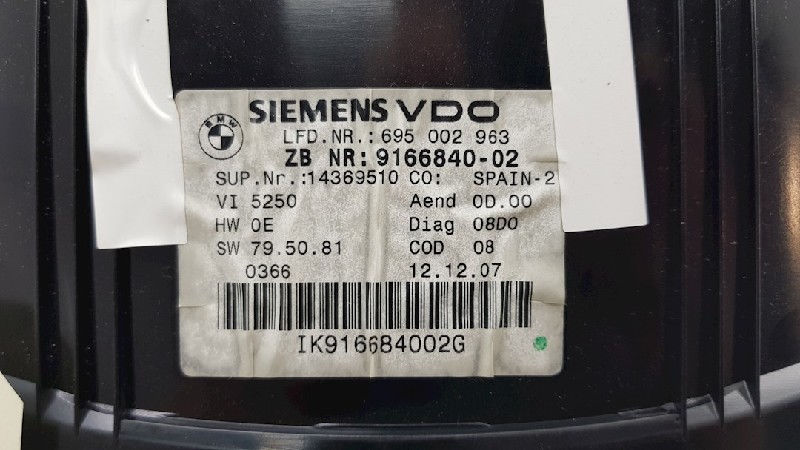 BMW
SIEMENS VDO
LFD.NR.:695 002 963
ZB NR:9166840-02
SUP.Nr.:14369510 CO: SPAIN-2
VI 5250 Aend 0D.00
HW 0E Diag 08D0
SW 79.50.81 COD 08
0366 12.12.07
IK916684002G